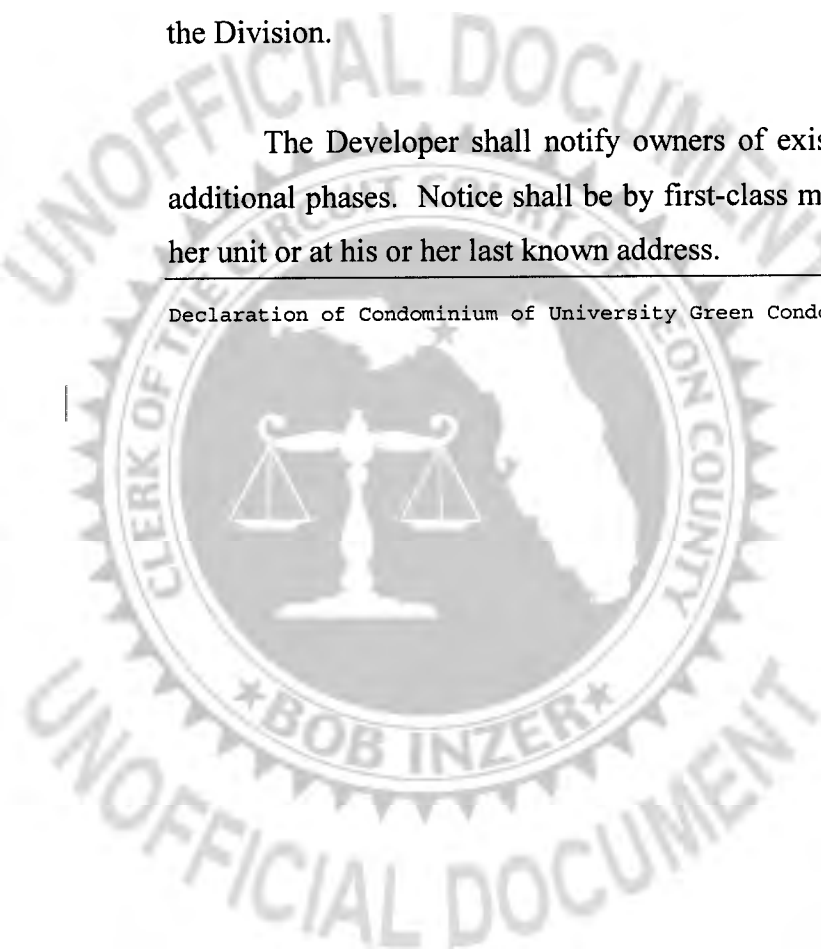 the Division.
The Developer shall notify owners of exis
additional phases. Notice shall be by first-class m
her unit or at his or her last known address.
Declaration of Condominium of University Green Condo
UNOFFICIAL DOCUMENT
CLERK OF THE CIRCUIT COURT OF LEON COUNTY
★BOB INZER★
UNOFFICIAL DOCUMENT